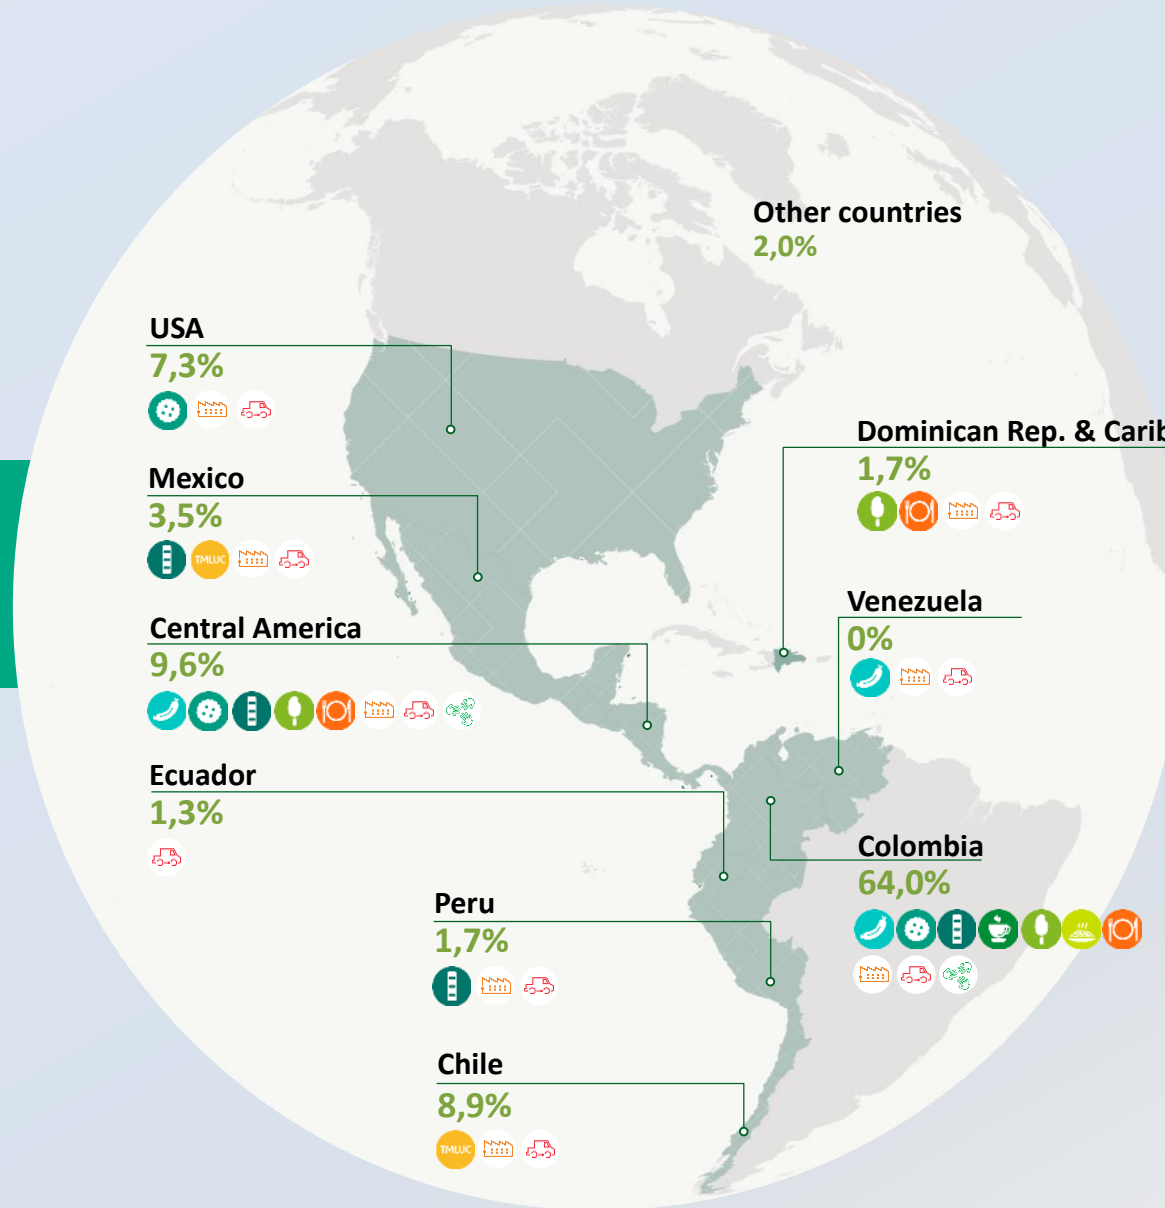 Other countries
2,0%
USA
7,3%
Dominican Rep. & Carib
1,7%
Mexico
3,5%
TMLUC
Venezuela
0%
Central America
9,6%
Ecuador
1,3%
Colombia
64,0%
Peru
1,7%
Chile
8,9%
TMLUC